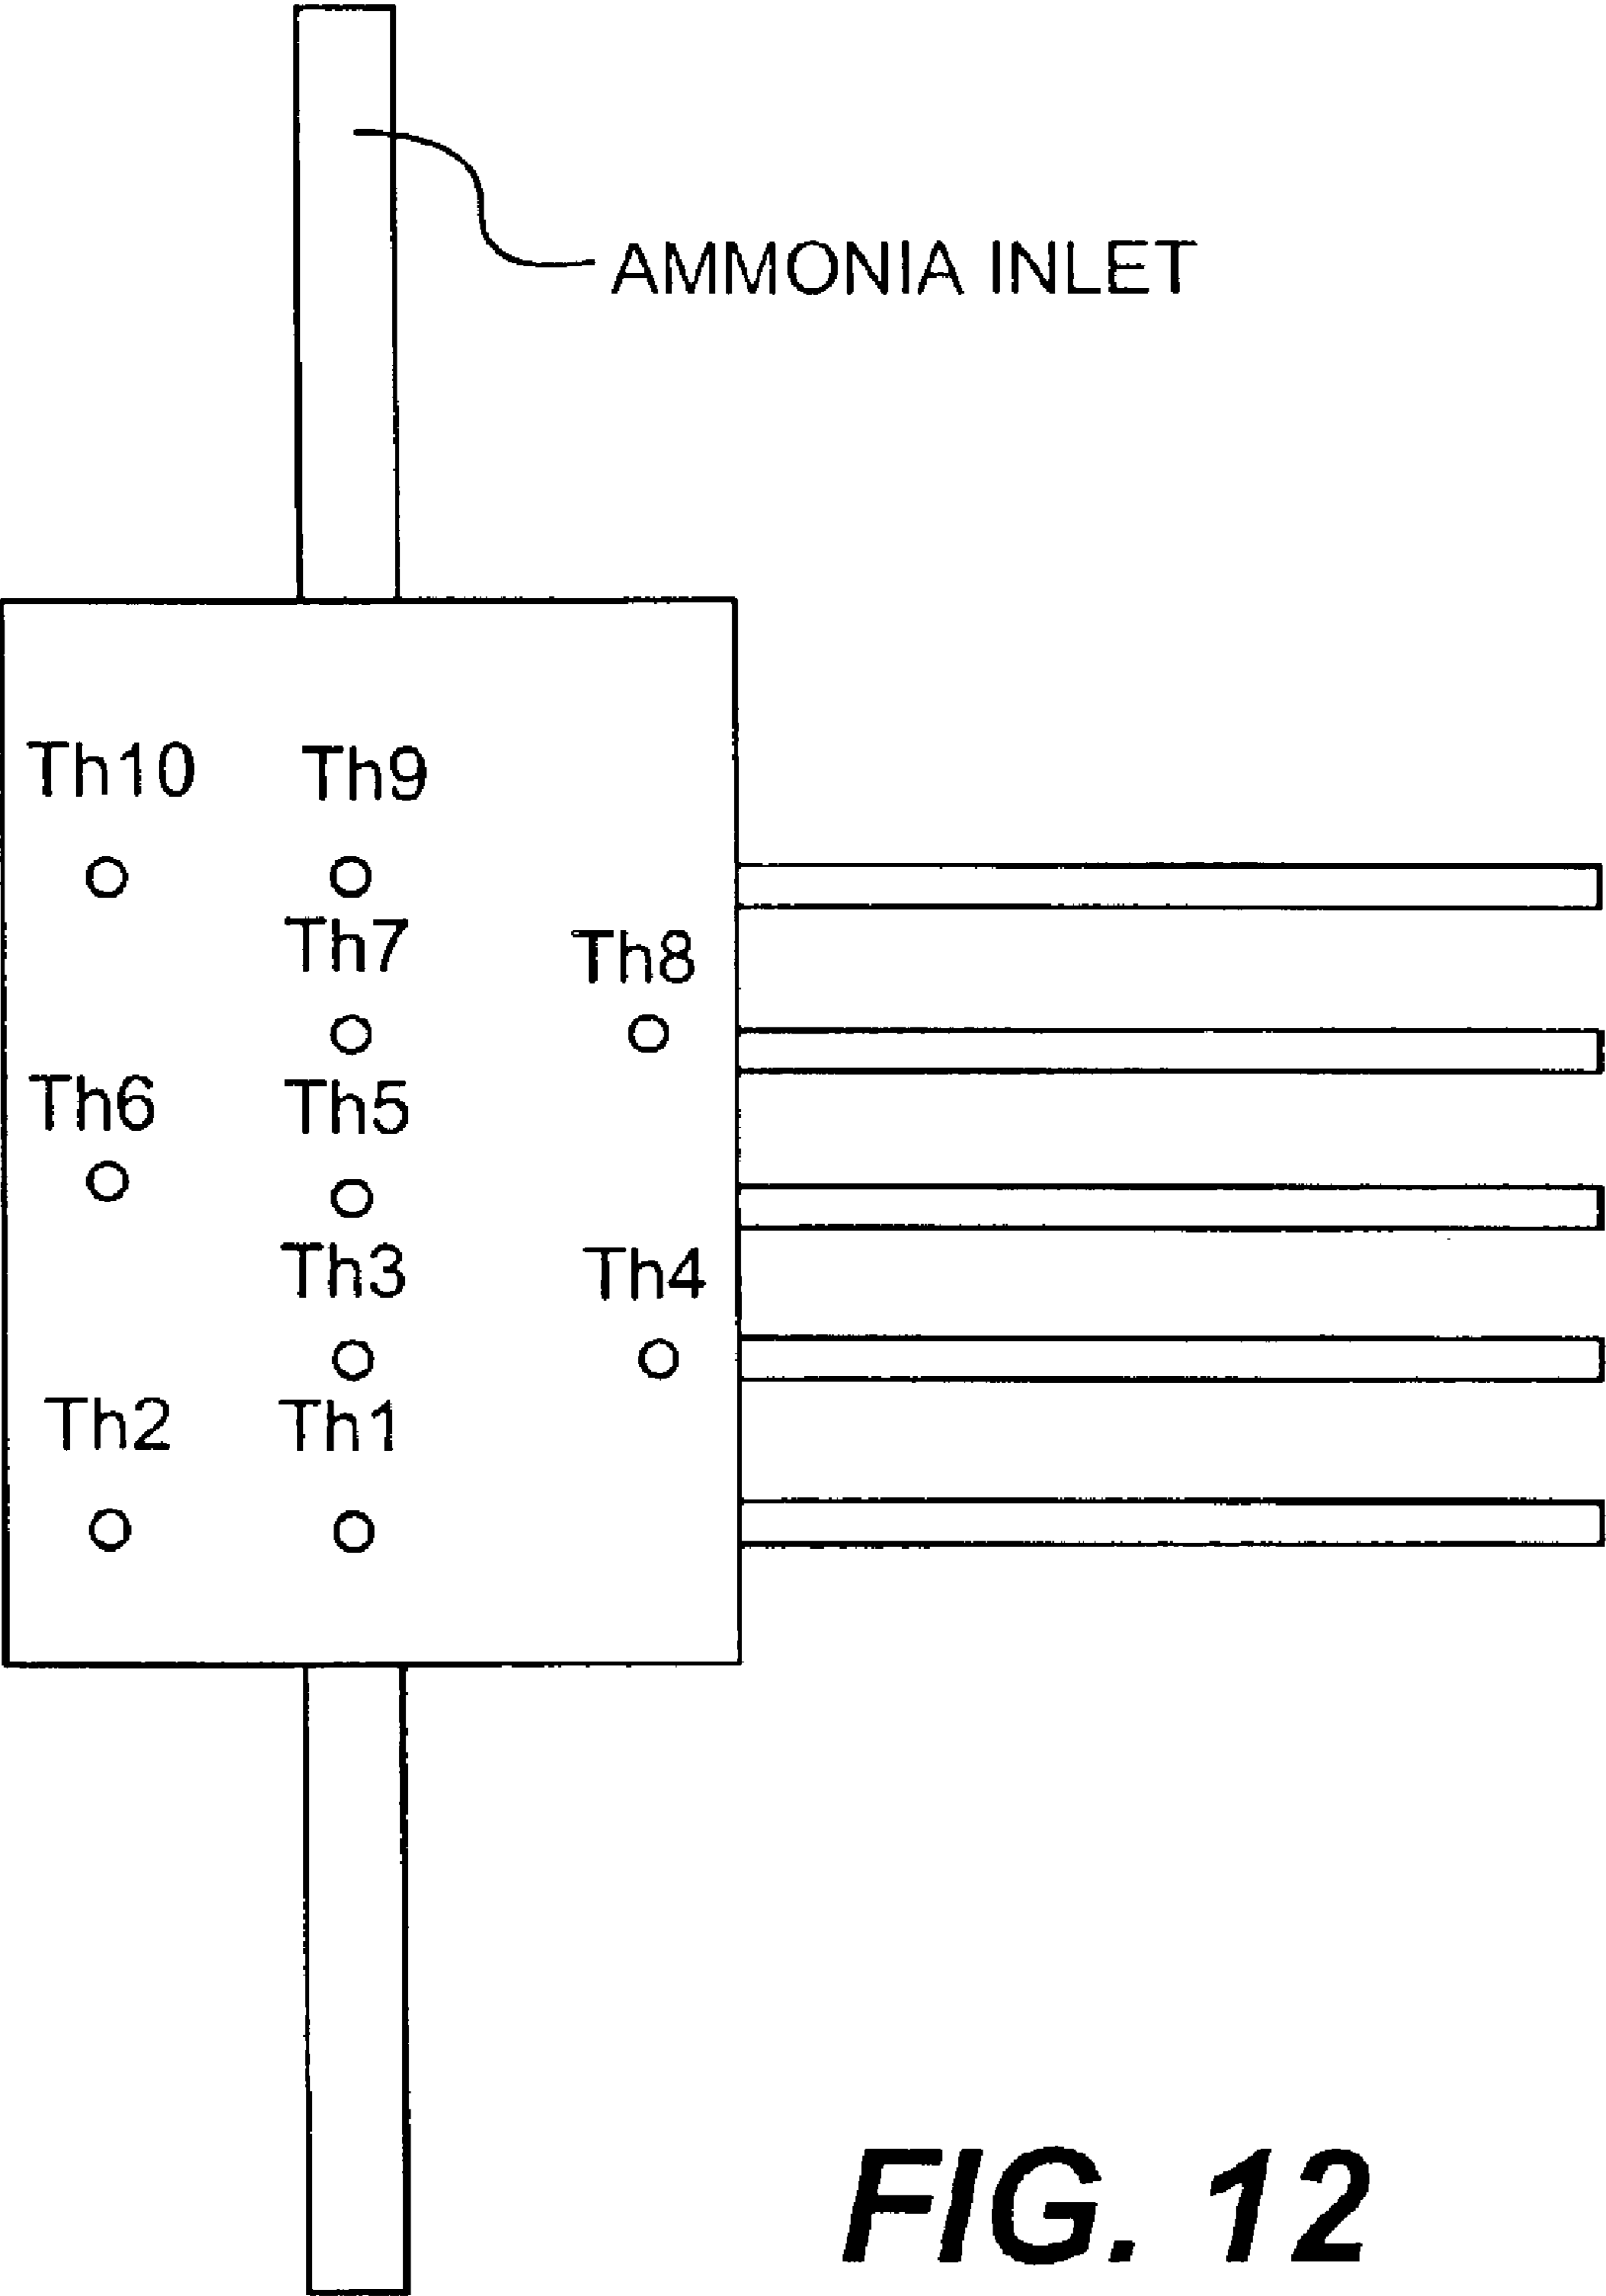 AMMONIA INLET
Th10 Th9
Th7 Th8
Th6 Th5
Th3 Th4
Th2 Th1
FIG. 12